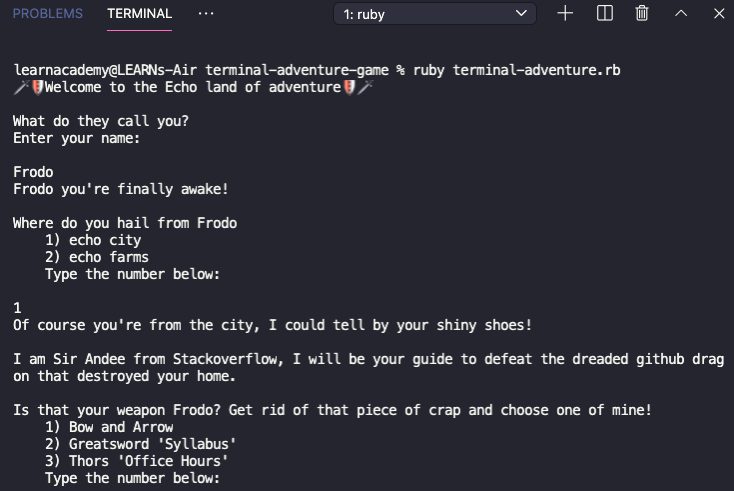 PROBLEMS TERMINAL ··· 1: ruby
learnacademy@LEARNs-Air terminal-adventure-game % ruby terminal-adventure.rb
🗡🛡Welcome to the Echo land of adventure🛡🗡
What do they call you?
Enter your name:
Frodo
Frodo you're finally awake!
Where do you hail from Frodo
1) echo city
2) echo farms
Type the number below:
1
Of course you're from the city, I could tell by your shiny shoes!
I am Sir Andee from Stackoverflow, I will be your guide to defeat the dreaded github drag
on that destroyed your home.
Is that your weapon Frodo? Get rid of that piece of crap and choose one of mine!
1) Bow and Arrow
2) Greatsword 'Syllabus'
3) Thors 'Office Hours'
Type the number below: